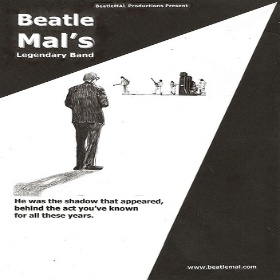 BeatleMAL Productions Present
Beatle
Mal's
Legendary Band
He was the shadow that appeared,
behind the act you've known
for all these years.
www.beatlemal.com